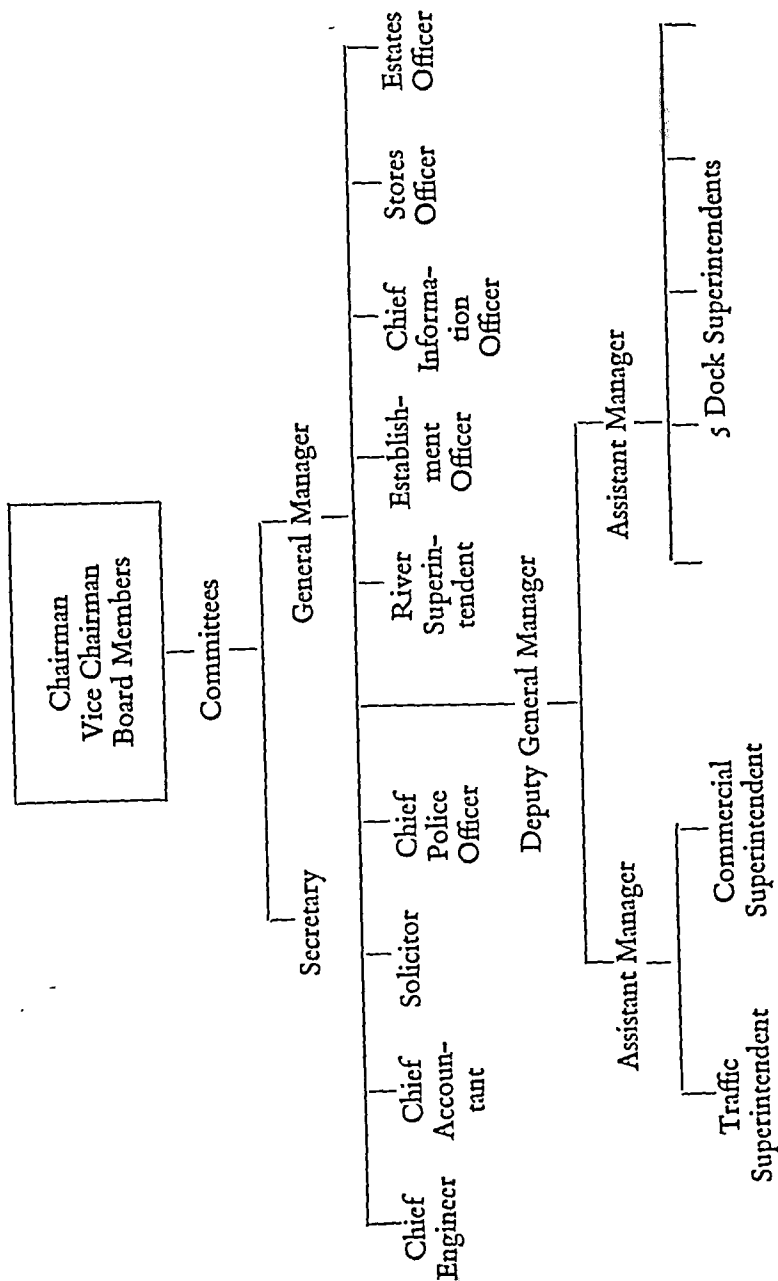 Chairman
Vice Chairman
Board Members
Committees
Secretary
General Manager
Chief
Engineer
Chief
Accoun-
tant
Solicitor
Chief
Police
Officer
River
Superin-
tendent
Establish-
ment
Officer
Chief
Informa-
tion
Officer
Stores
Officer
Estates
Officer
Deputy General Manager
Assistant Manager
Assistant Manager
Traffic
Superintendent
Commercial
Superintendent
5 Dock Superintendents